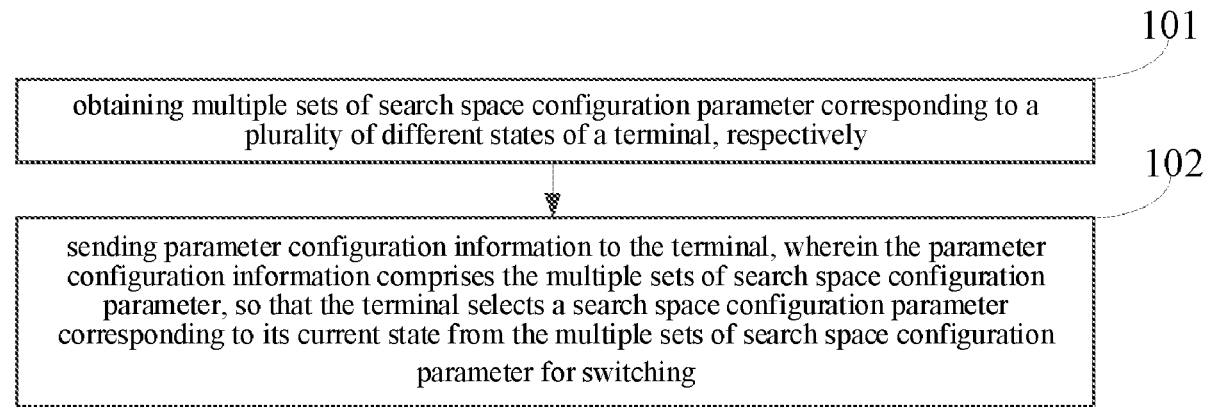 101
obtaining multiple sets of search space configuration parameter corresponding to a
plurality of different states of a terminal, respectively
102
sending parameter configuration information to the terminal, wherein the parameter
configuration information comprises the multiple sets of search space configuration
parameter, so that the terminal selects a search space configuration parameter
corresponding to its current state from the multiple sets of search space configuration
parameter for switching